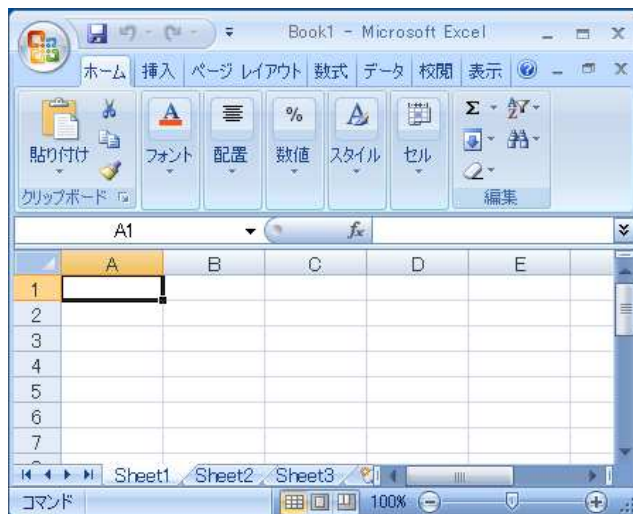 Book1 - Microsoft Excel
ホーム 挿入 ページ レイアウト 数式 データ 校閲 表示
貼り付け フォント 配置 数値 スタイル セル
クリップボード 編集
A1 fx
A B C D E
1
2
3
4
5
6
7
Sheet1 Sheet2 Sheet3
コマンド 100%